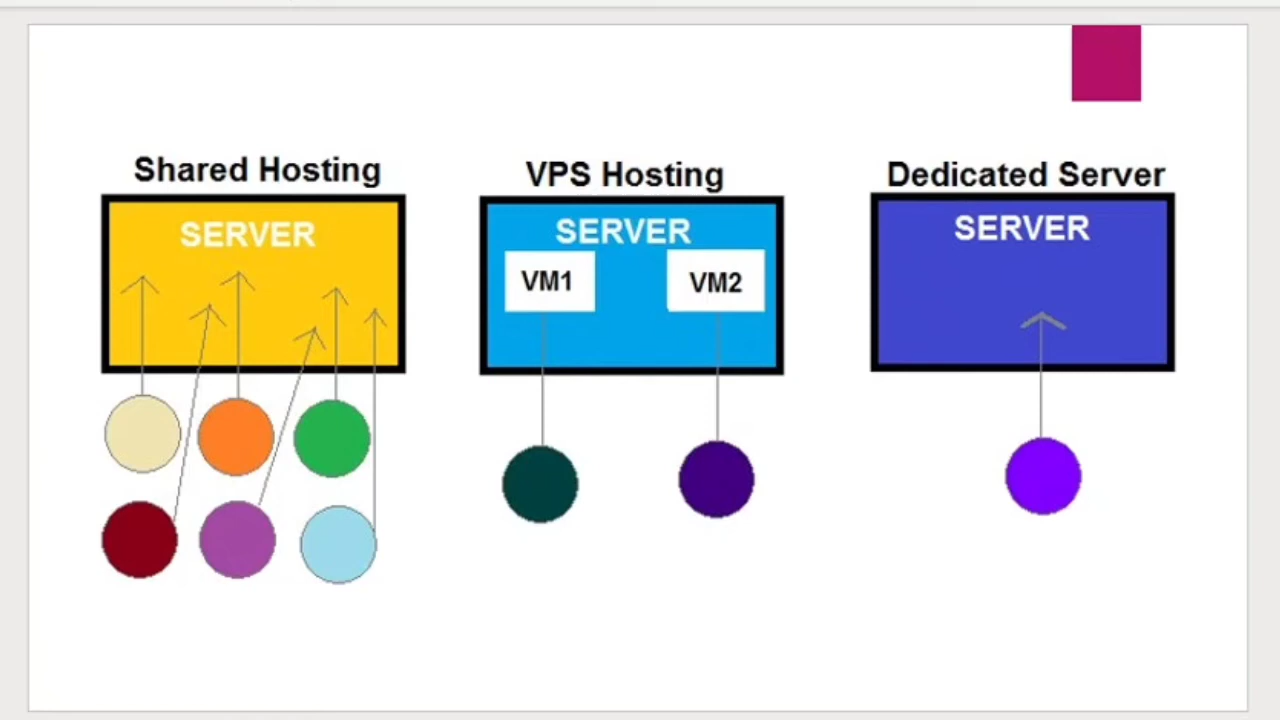 Shared Hosting
SERVER
VPS Hosting
SERVER
VM1
VM2
Dedicated Server
SERVER